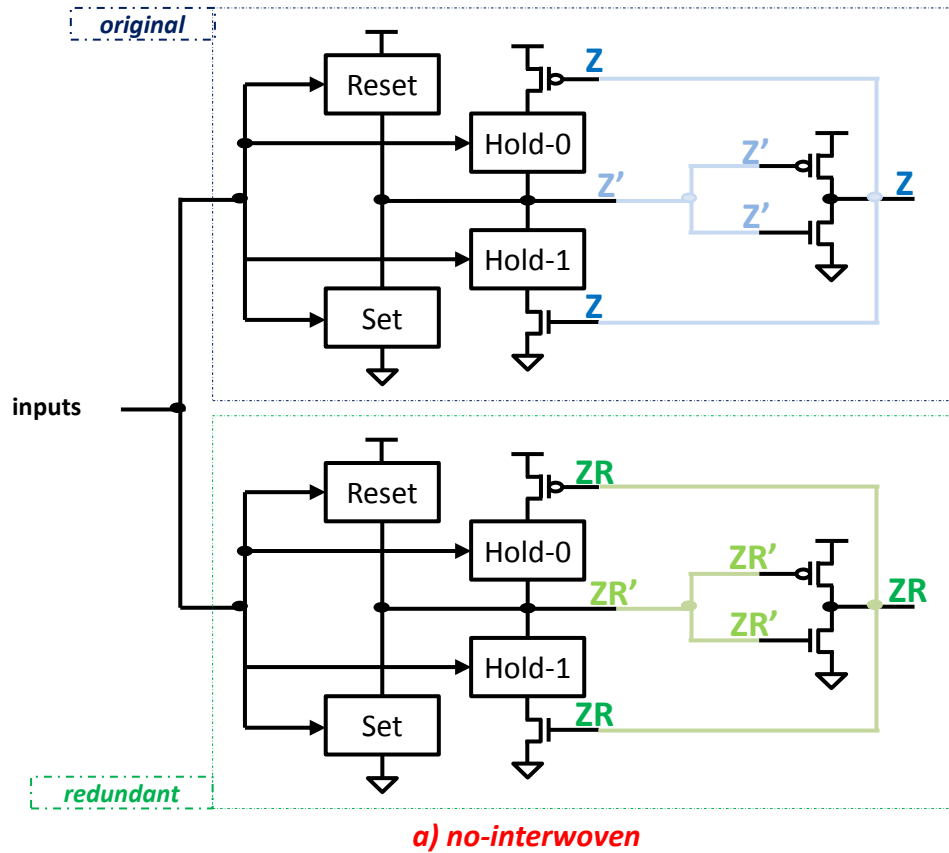 original
Reset
Z
Hold-0
Z'
Z'
Z
Z'
Hold-1
Set
Z
inputs
Reset
ZR
Hold-0
ZR'
ZR'
ZR
ZR'
Hold-1
Set
ZR
redundant
a) no-interwoven